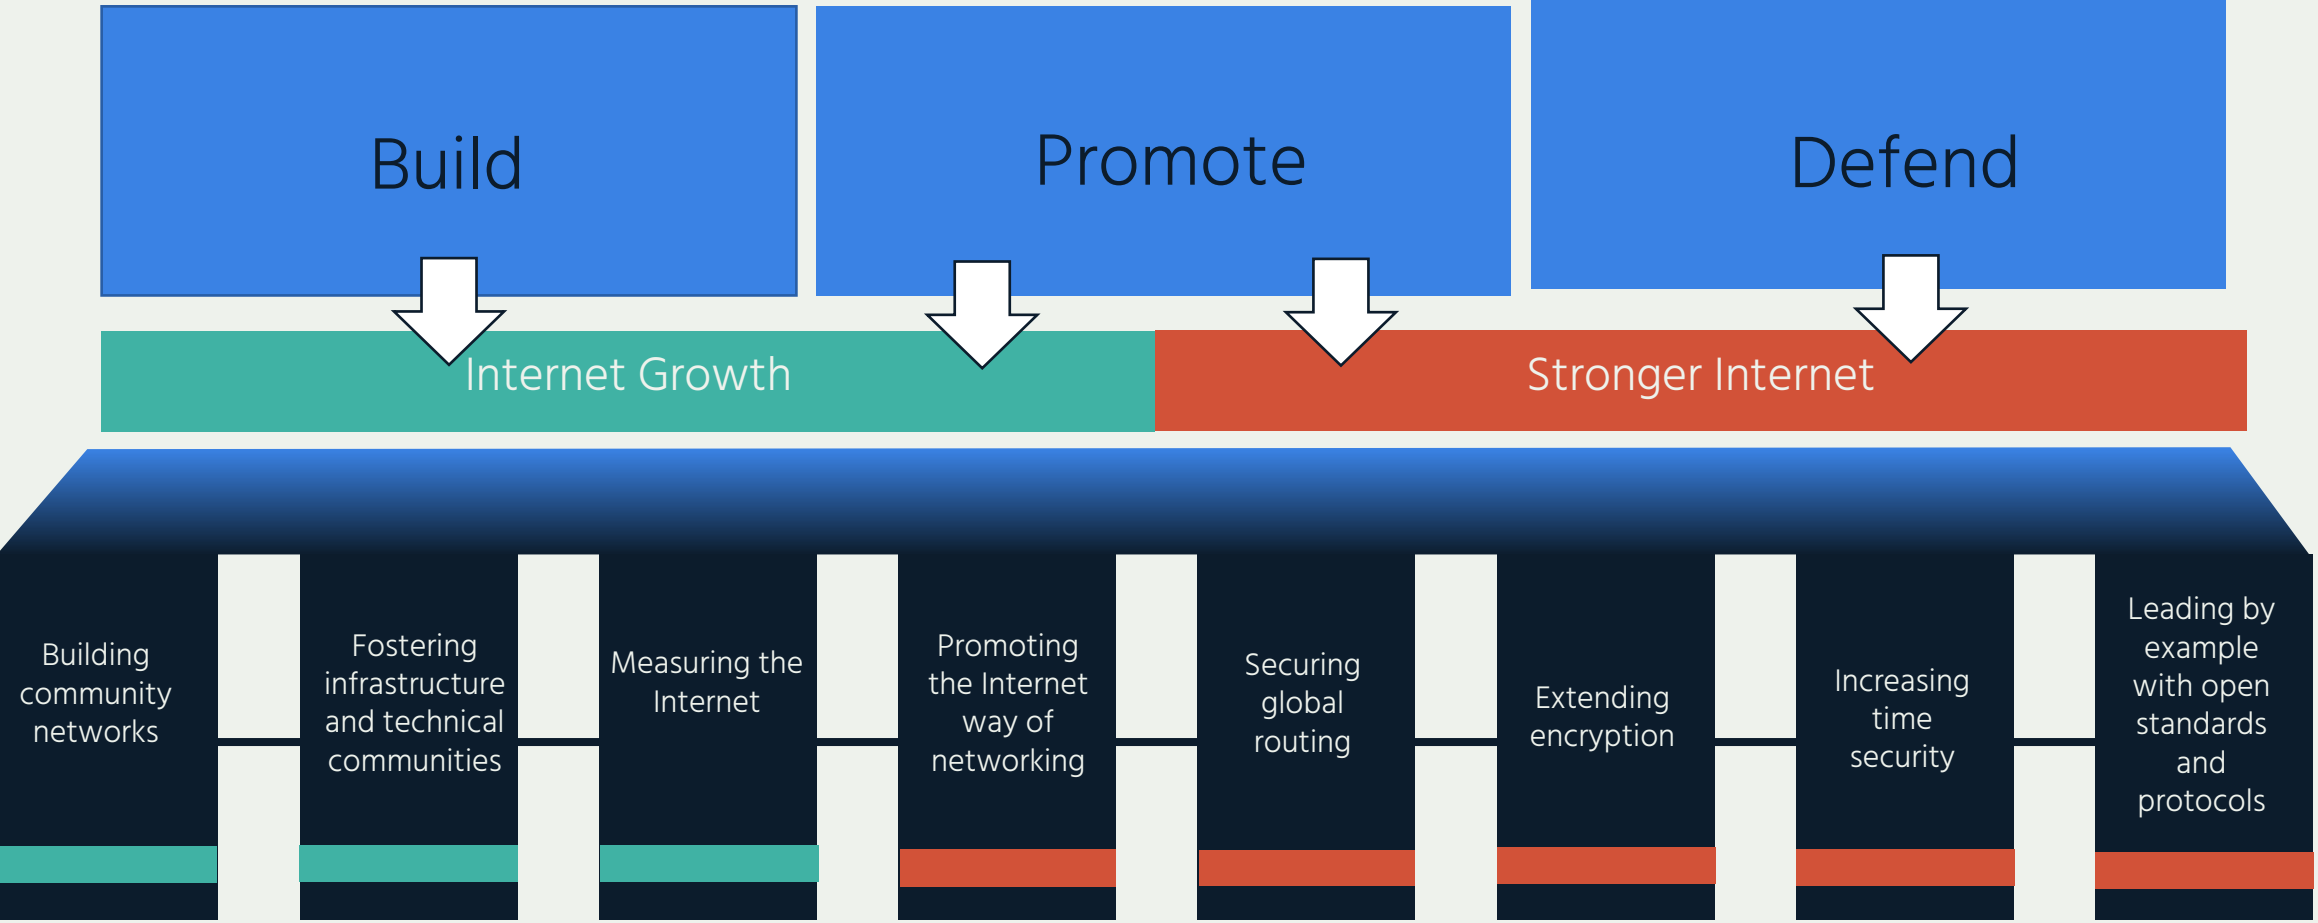 Build
Promote
Defend
Internet Growth
Stronger Internet
Building
community
networks
Fostering
infrastructure
and technical
communities
Measuring the
Internet
Promoting
the Internet
way of
networking
Securing
global
routing
Extending
encryption
Increasing
time
security
Leading by
example
with open
standards
and
protocols